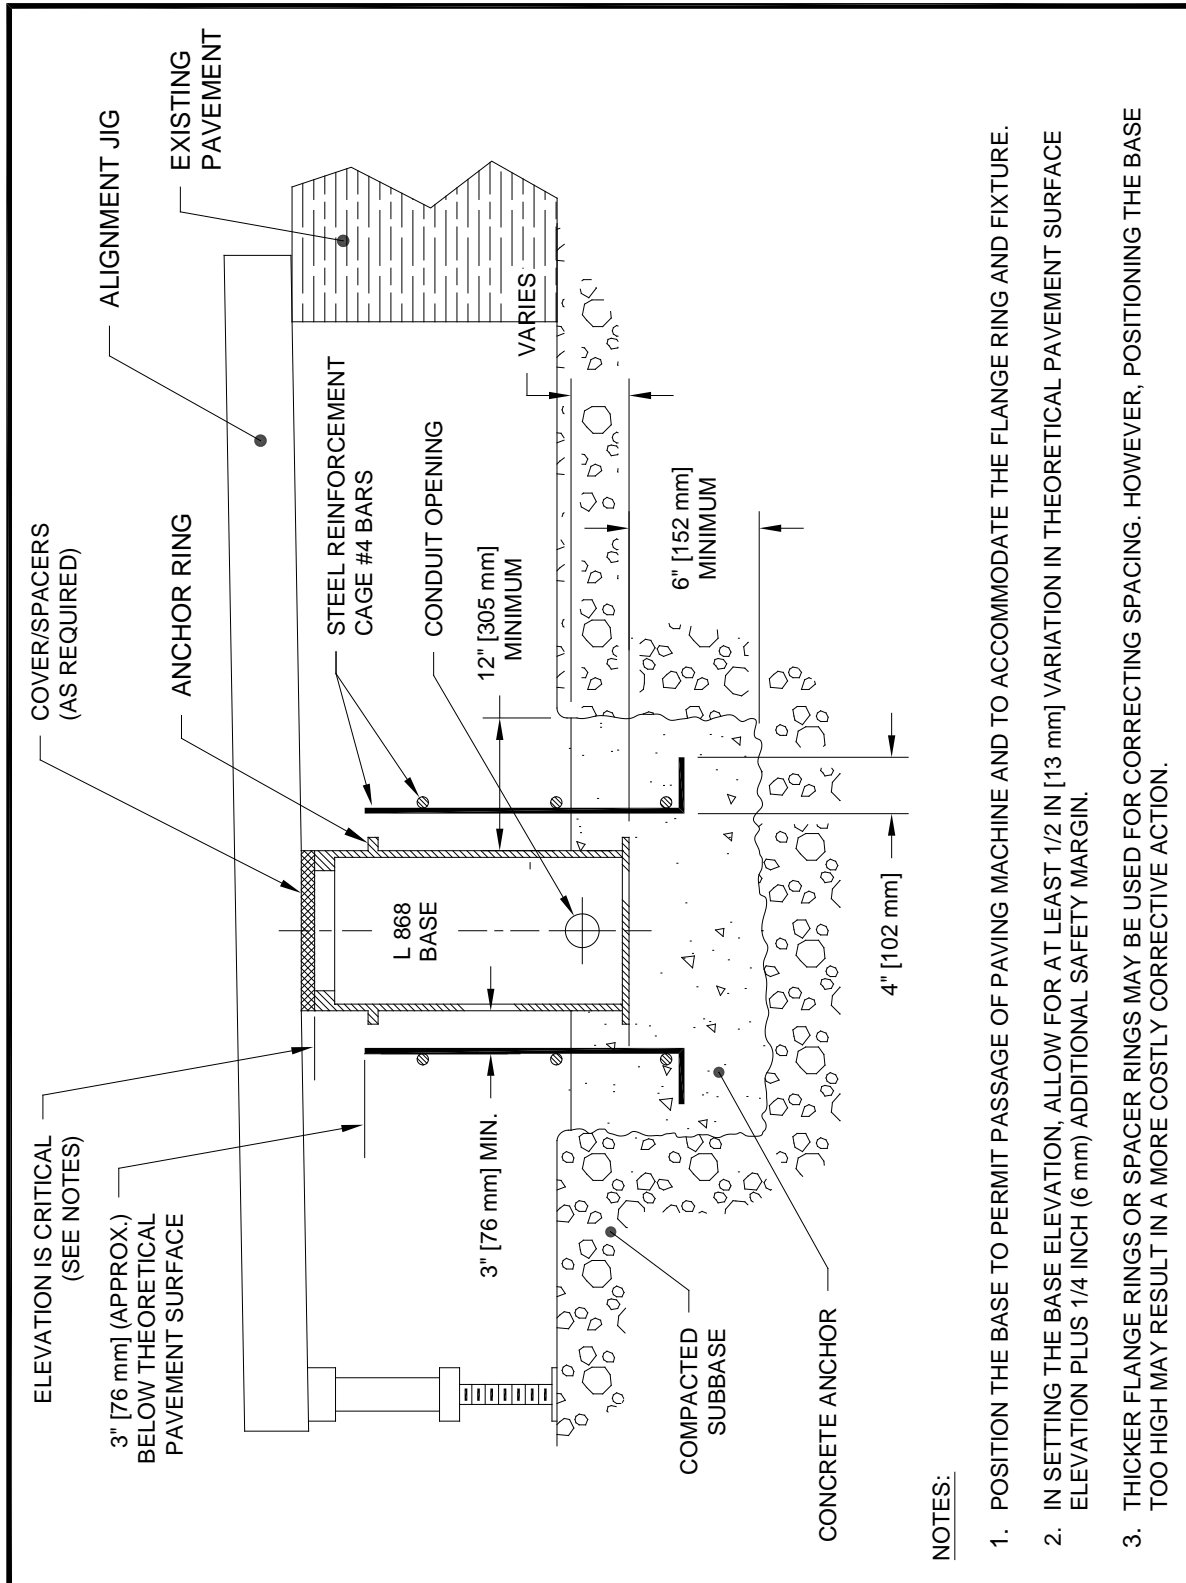 ELEVATION IS CRITICAL
(SEE NOTES)
3" [76 mm] (APPROX.)
BELOW THEORETICAL
PAVEMENT SURFACE
COVER/SPACERS
(AS REQUIRED)
ANCHOR RING
ALIGNMENT JIG
EXISTING
PAVEMENT
STEEL REINFORCEMENT
CAGE #4 BARS
CONDUIT OPENING
12" [305 mm]
MINIMUM
VARIES
L 868
BASE
3" [76 mm] MIN.
6" [152 mm]
MINIMUM
4" [102 mm]
COMPACTED
SUBBASE
CONCRETE ANCHOR
NOTES:
1. POSITION THE BASE TO PERMIT PASSAGE OF PAVING MACHINE AND TO ACCOMMODATE THE FLANGE RING AND FIXTURE.
2. IN SETTING THE BASE ELEVATION, ALLOW FOR AT LEAST 1/2 IN [13 mm] VARIATION IN THEORETICAL PAVEMENT SURFACE
ELEVATION PLUS 1/4 INCH (6 mm) ADDITIONAL SAFETY MARGIN.
3. THICKER FLANGE RINGS OR SPACER RINGS MAY BE USED FOR CORRECTING SPACING. HOWEVER, POSITIONING THE BASE
TOO HIGH MAY RESULT IN A MORE COSTLY CORRECTIVE ACTION.